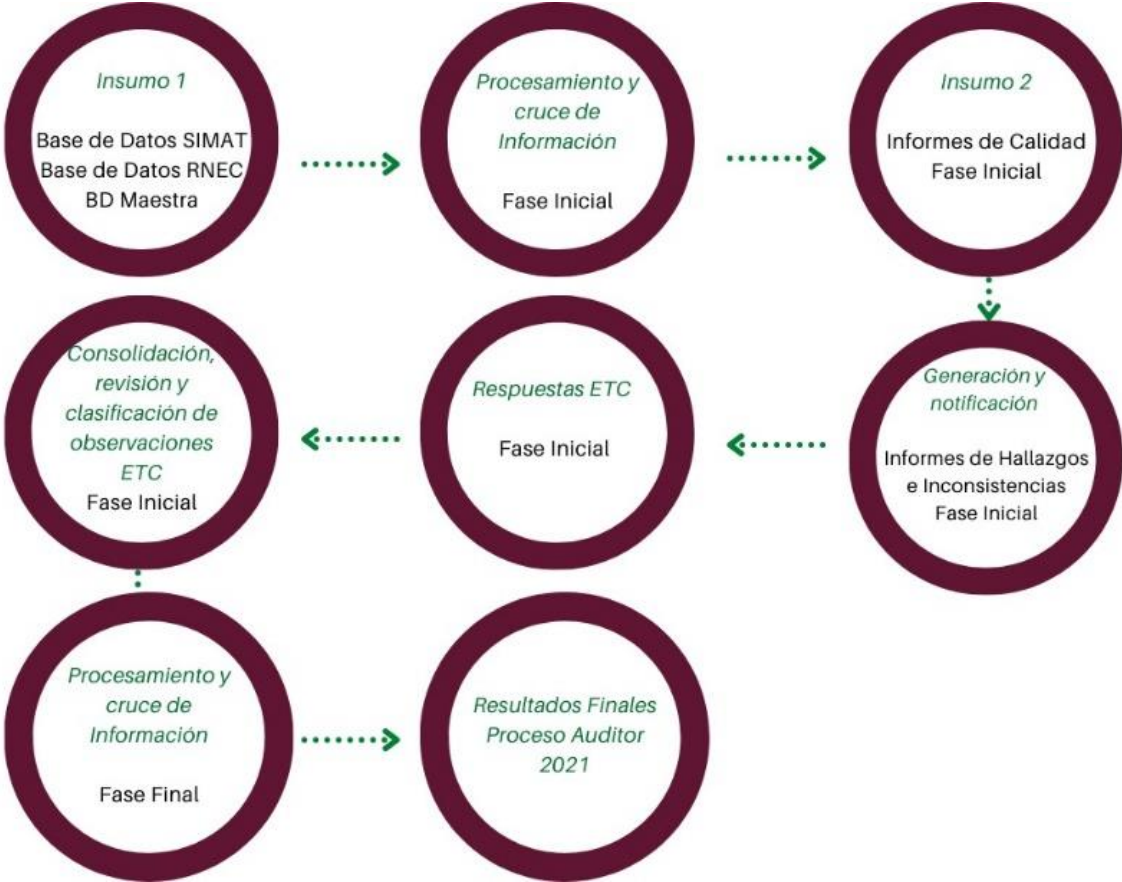 Insumo 1
Base de Datos SIMAT
Base de Datos RNEC
BD Maestra
Procesamiento y
cruce de
Información
Fase Inicial
Insumo 2
Informes de Calidad
Fase Inicial
Generación y
notificación
Informes de Hallazgos
e Inconsistencias
Fase Inicial
Respuestas ETC
Fase Inicial
Consolidación,
revisión y
clasificación de
observaciones
ETC
Fase Inicial
Procesamiento y
cruce de
Información
Fase Final
Resultados Finales
Proceso Auditor
2021